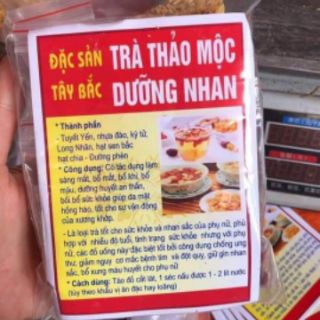 ĐẶC SẢN TRÀ THẢO MỘC
TÂY BẮC DƯỠNG NHAN
* Thành phần
- Tuyết Yến, nhựa đào, kỷ tử,
Long Nhãn, hạt sen bắc
hạt chia - Đường phèn
* Công dụng: Có tác dụng làm
sáng mắt, bổ mắt, bổ khí, bổ
máu, dưỡng huyết an thần,
bồi bổ sức khỏe giúp da mặt
hồng hào, tốt cho sự vận động
của xương khớp.
- Là loại trà tốt cho sức khỏe và nhan sắc của phụ nữ, phù
hợp với nhiều độ tuổi, tình trạng sức khỏe nhưng với phụ
nữ, các đồ uống này đặc biệt tốt bởi công dụng chống ung
thư, giảm nguy cơ mắc bệnh tim và đột quỵ, giữ gìn nhan
sắc, bổ xung máu huyết cho phụ nữ
* Cách dùng: Táo đỏ cắt lát, 1 séc nấu được 1 - 2 lít nước
(tùy theo khẩu vị ăn đặc hay loãng)